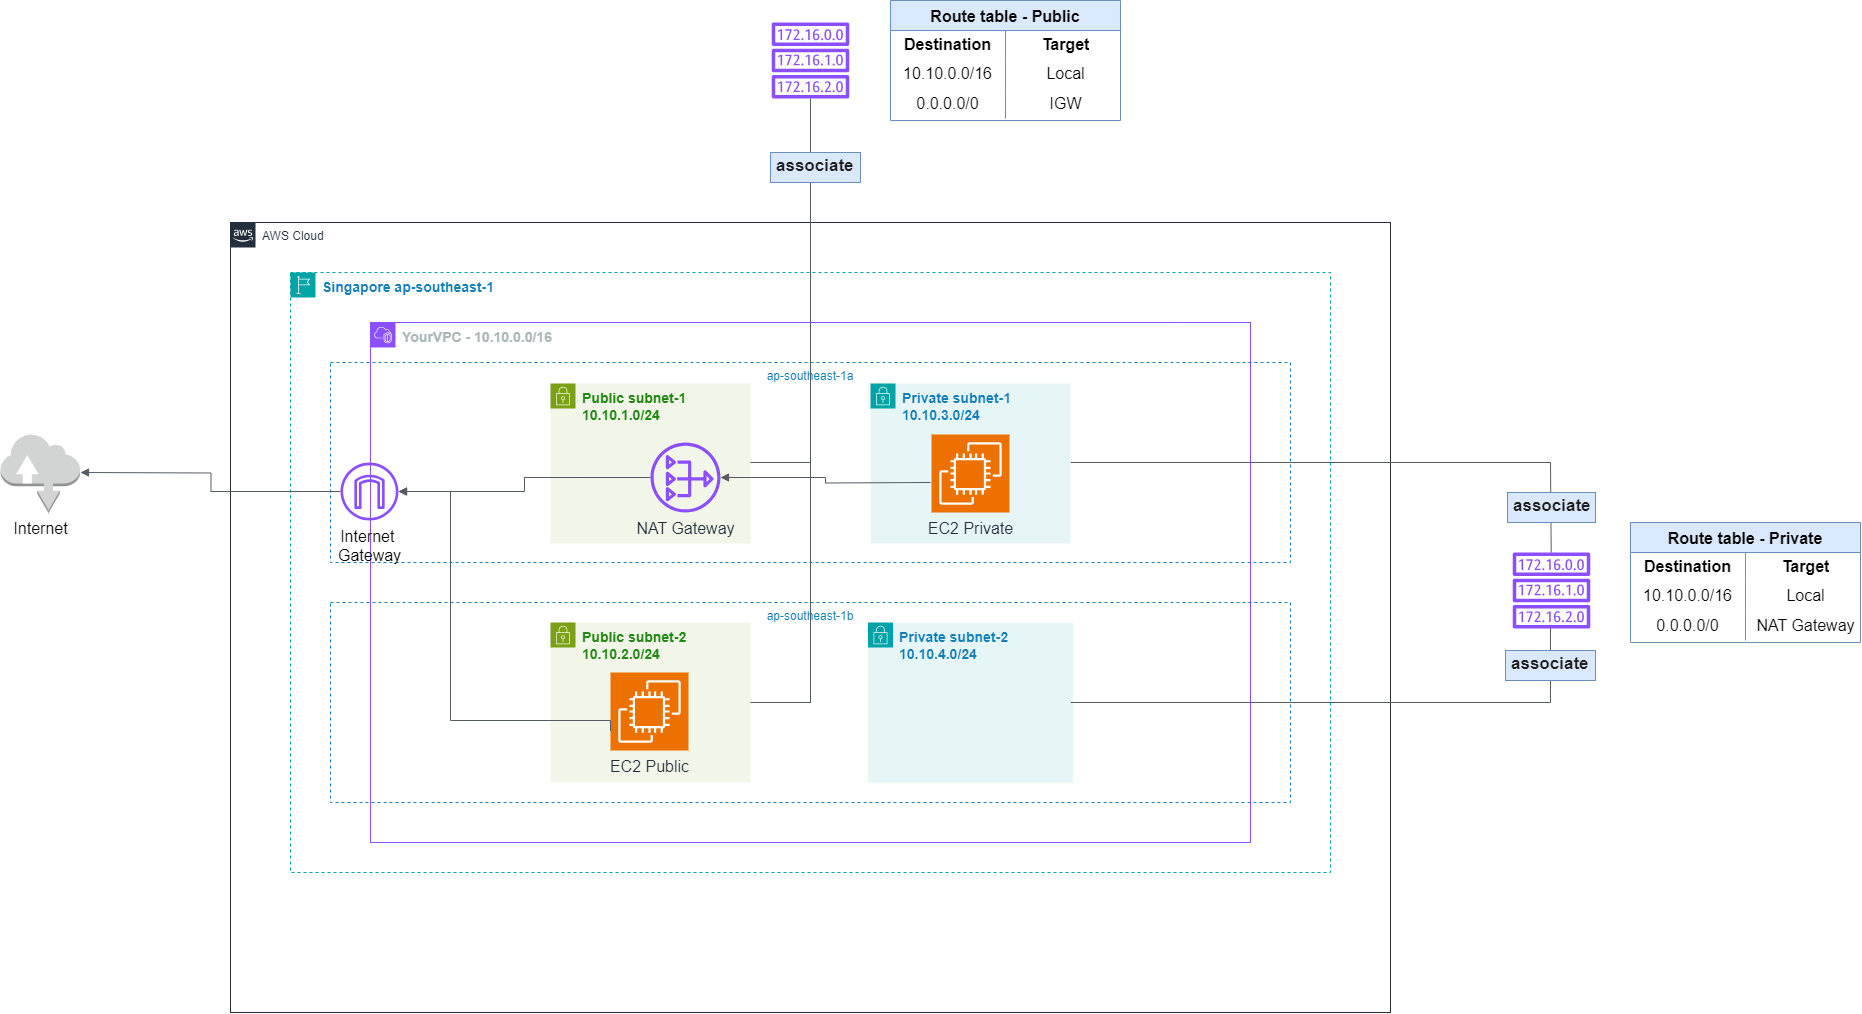 Route table - Public
172.16.0.0
172.16.1.0
172.16.2.0
Destination Target
10.10.0.0/16 Local
0.0.0.0/0 IGW
associate
aws
AWS Cloud
Singapore ap-southeast-1
YourVPC - 10.10.0.0/16
ap-southeast-1a
Public subnet-1
10.10.1.0/24
Private subnet-1
10.10.3.0/24
NAT Gateway
EC2 Private
Internet
Internet
Gateway
associate
172.16.0.0
172.16.1.0
172.16.2.0
associate
Route table - Private
Destination Target
10.10.0.0/16 Local
0.0.0.0/0 NAT Gateway
ap-southeast-1b
Public subnet-2
10.10.2.0/24
Private subnet-2
10.10.4.0/24
EC2 Public